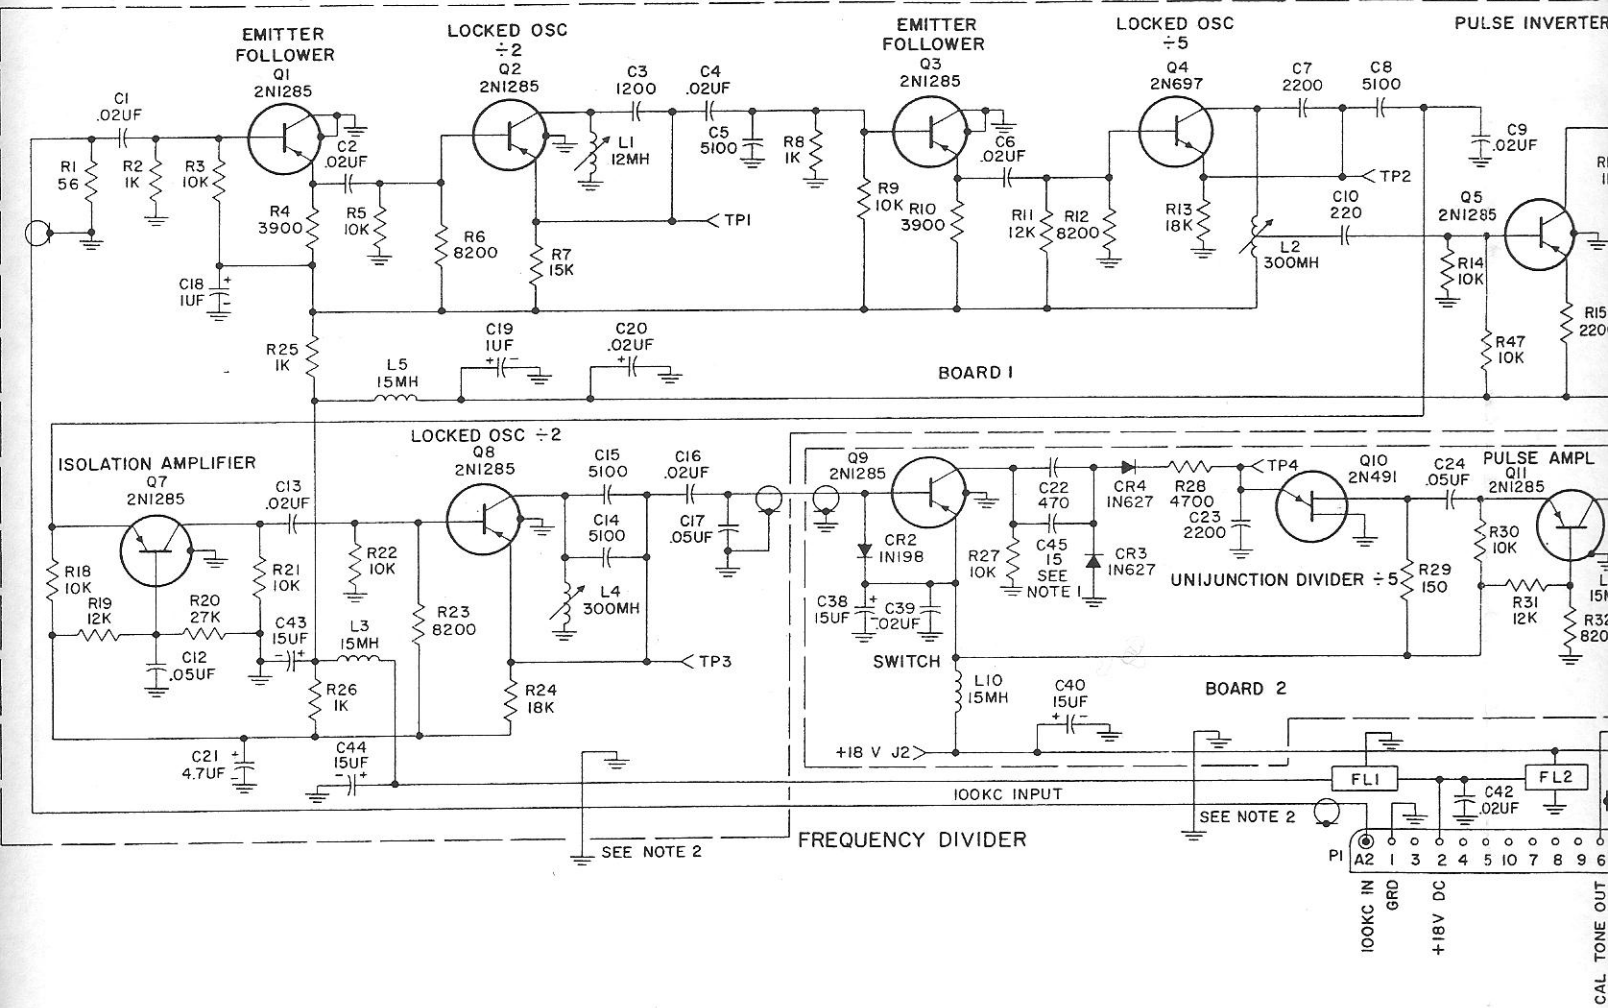 EMITTER
FOLLOWER
Q1
2N1285
LOCKED OSC
÷2
Q2
2N1285
C3
1200
C4
.02UF
EMITTER
FOLLOWER
Q3
2N1285
LOCKED OSC
÷5
Q4
2N697
C7
2200
C8
5100
PULSE INVERTER
C1
.02UF
R1
56
R2
1K
R3
10K
C2
.02UF
L1
12MH
C5
5100
R8
1K
C6
.02UF
C9
.02UF
R4
3900
R5
10K
R6
8200
R7
15K
TP1
R9
10K
R10
3900
R11
12K
R12
8200
R13
18K
TP2
C10
220
L2
300MH
Q5
2N1285
R14
10K
R15
C18
1UF
+
-
R25
1K
L5
15MH
C19
1UF
+ -
C20
.02UF
+
BOARD 1
R47
10K
LOCKED OSC ÷2
Q8
2N1285
ISOLATION AMPLIFIER
Q7
2N1285
C13
.02UF
C15
5100
C16
.02UF
C14
5100
C17
.05UF
Q9
2N1285
C22
470
CR4
1N627
R28
4700
TP4
Q10
2N491
C24
.05UF
PULSE AMPL
Q11
2N1285
R18
10K
R19
12K
R20
27K
R21
10K
R22
10K
R23
8200
L4
300MH
CR2
1N198
R27
10K
C45
15
SEE
NOTE 1
CR3
1N627
C23
2200
UNIJUNCTION DIVIDER ÷5
R29
150
R30
10K
R31
12K
C12
.05UF
C43
15UF
- +
L3
15MH
R26
1K
R24
18K
TP3
C38
15UF
+
-
C39
.02UF
SWITCH
L10
15MH
C40
15UF
+ -
BOARD 2
C21
4.7UF
+
-
C44
15UF
- +
+18 V J2
100KC INPUT
FL1
FL2
C42
.02UF
SEE NOTE 2
SEE NOTE 2
FREQUENCY DIVIDER
P1
A2 1 3 2 4 5 10 7 8 9 6
100KC IN
GRD
+18V DC
CAL TONE OUT